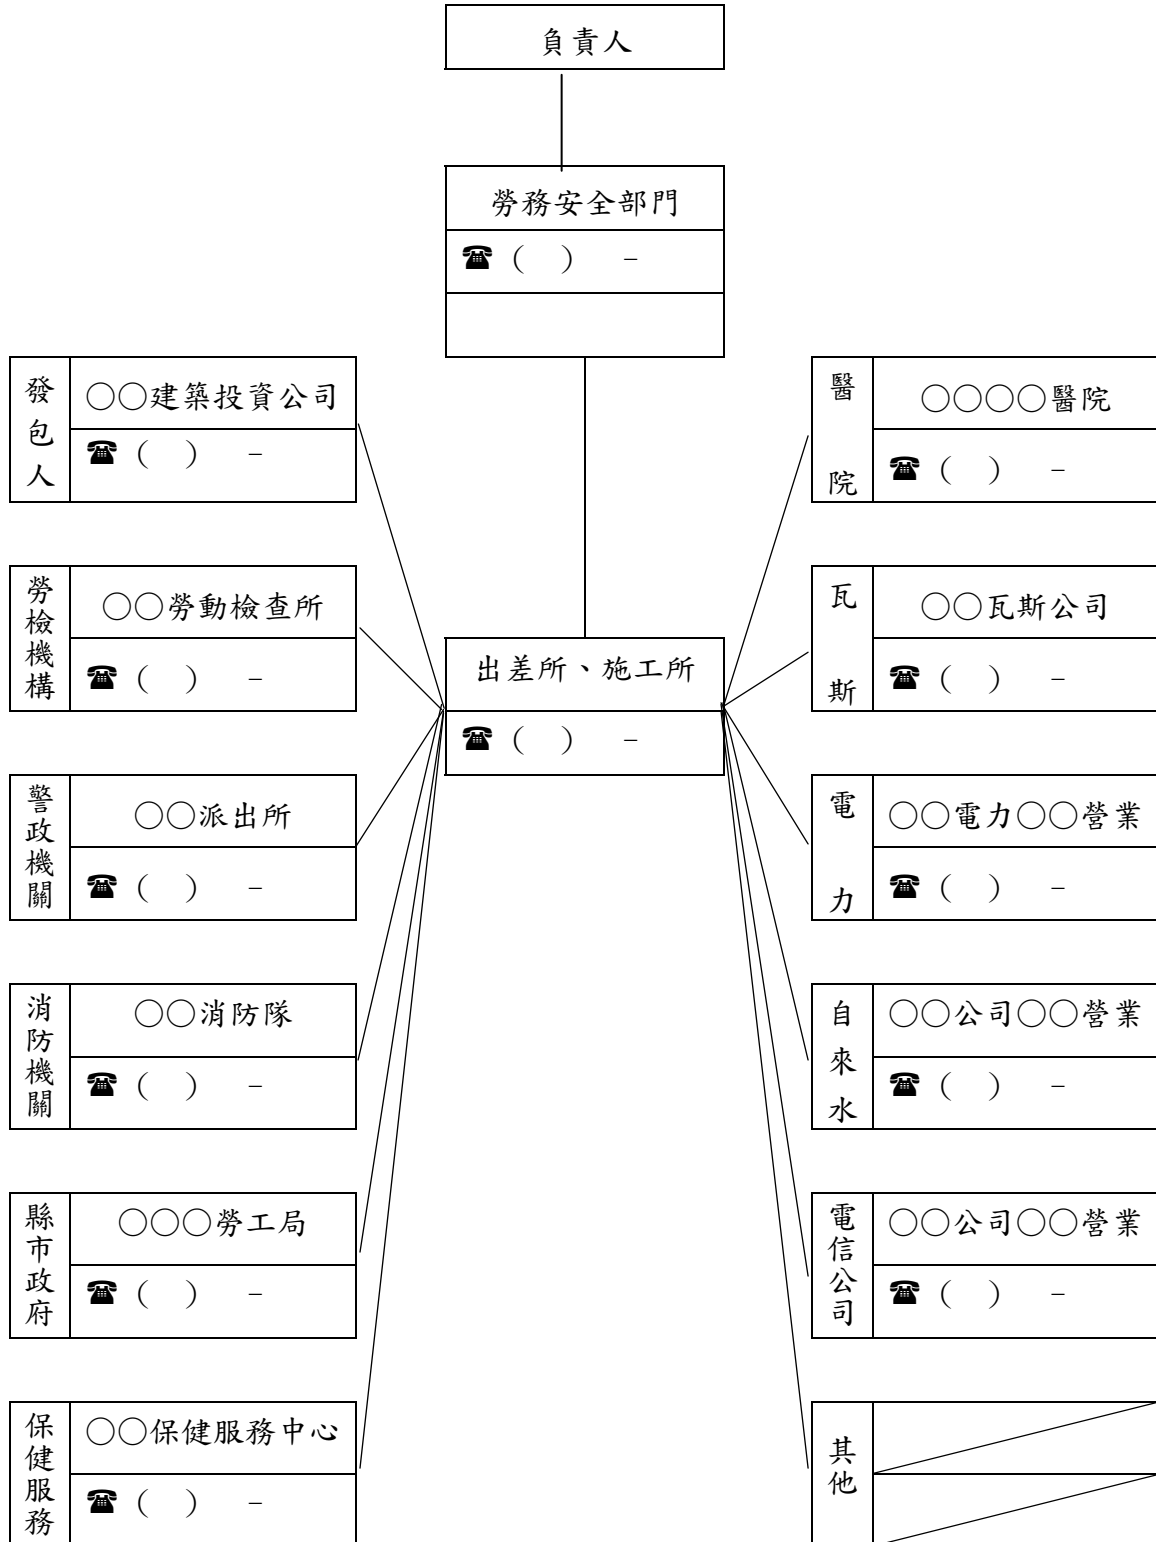 負責人
勞務安全部門
☎ (　)　-
發包人
○○建築投資公司
☎ (　)　-
醫院
○○○○醫院
☎ (　)　-
勞檢機構
○○勞動檢查所
☎ (　)　-
出差所、施工所
☎ (　)　-
瓦斯
○○瓦斯公司
☎ (　)　-
警政機關
○○派出所
☎ (　)　-
電力
○○電力○○營業
☎ (　)　-
消防機關
○○消防隊
☎ (　)　-
自來水
○○公司○○營業
☎ (　)　-
縣市政府
○○○勞工局
☎ (　)　-
電信公司
○○公司○○營業
☎ (　)　-
保健服務
○○保健服務中心
☎ (　)　-
其他